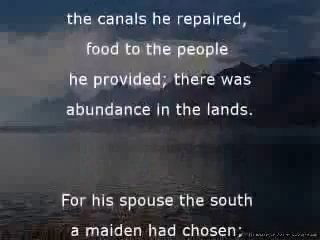 the canals he repaired,
food to the people
he provided; there was
abundance in the lands.
For his spouse the south
a maiden had chosen;